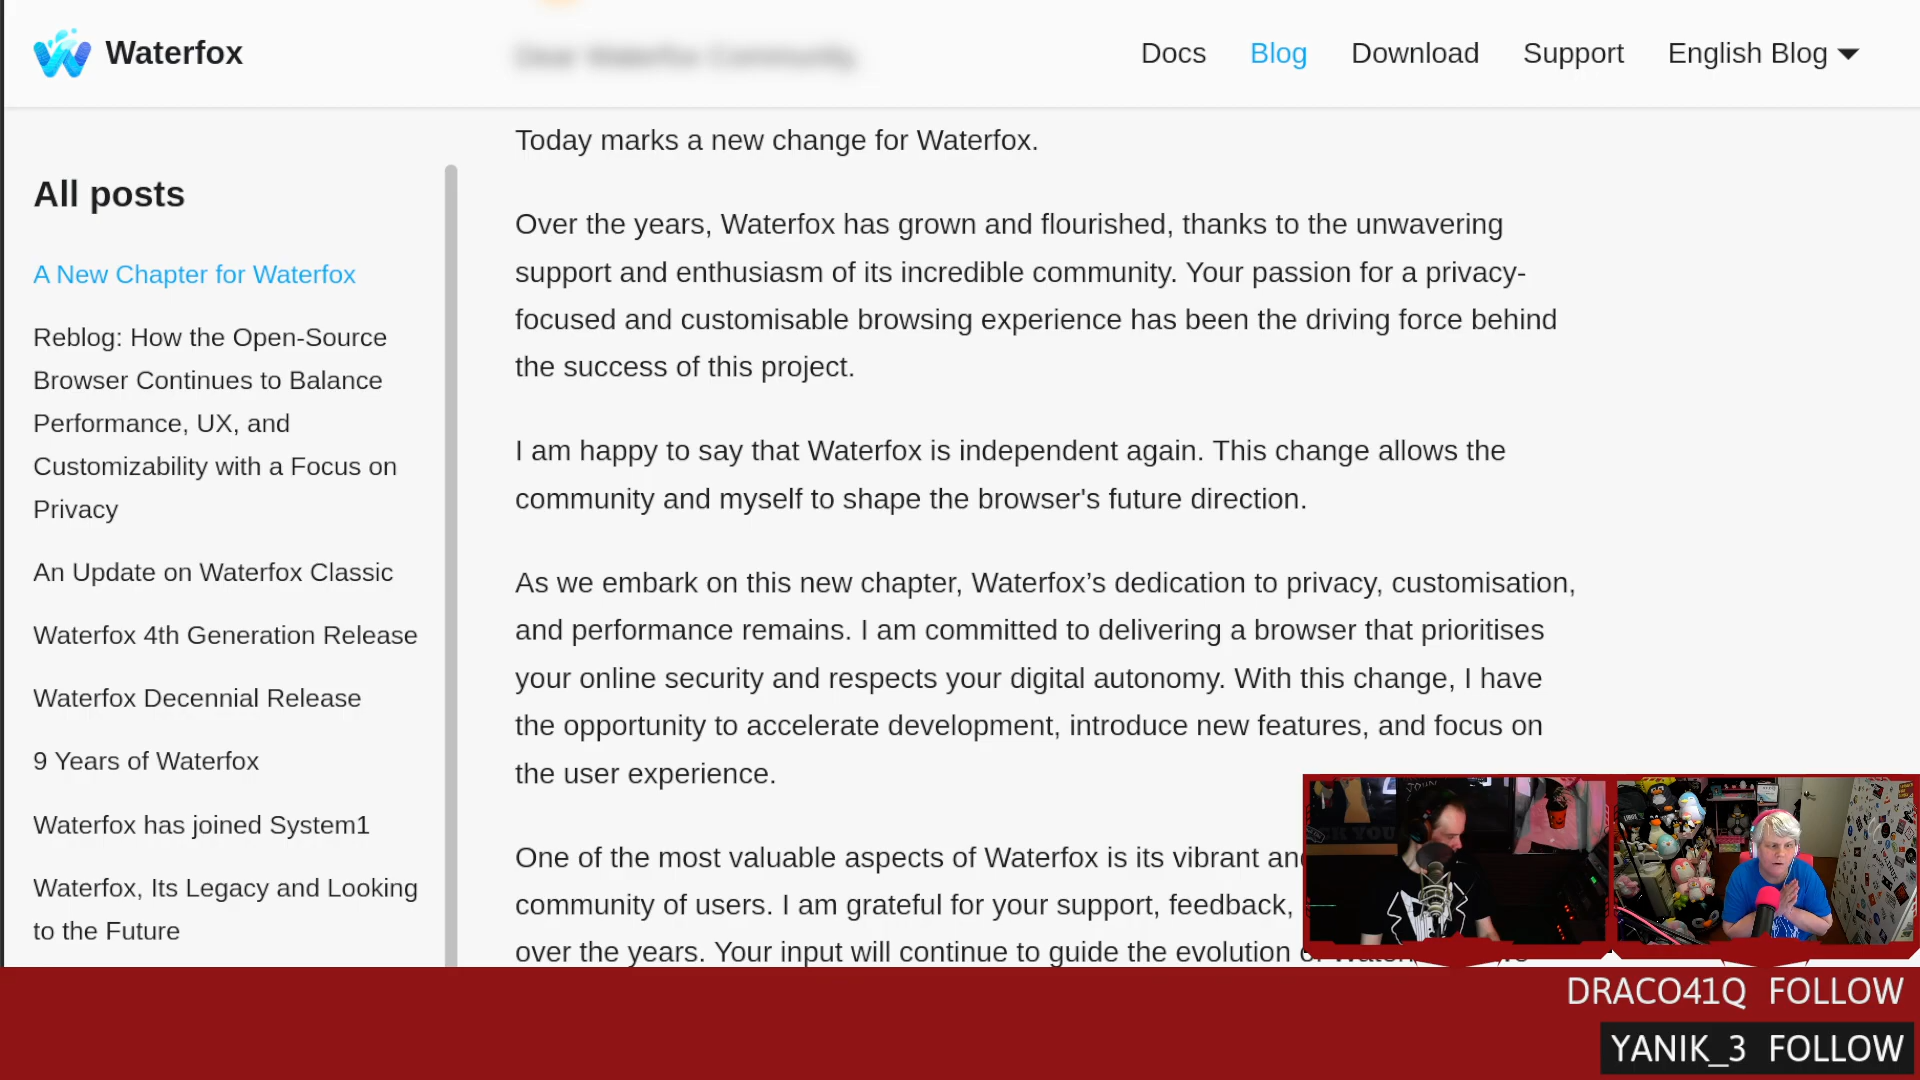 Waterfox
Dear Waterfox Community,
Docs
Blog
Download
Support
English Blog
All posts
A New Chapter for Waterfox
Reblog: How the Open-Source
Browser Continues to Balance
Performance, UX, and
Customizability with a Focus on
Privacy
An Update on Waterfox Classic
Waterfox 4th Generation Release
Waterfox Decennial Release
9 Years of Waterfox
Waterfox has joined System1
Waterfox, Its Legacy and Looking
to the Future
Today marks a new change for Waterfox.
Over the years, Waterfox has grown and flourished, thanks to the unwavering
support and enthusiasm of its incredible community. Your passion for a privacy-
focused and customisable browsing experience has been the driving force behind
the success of this project.
I am happy to say that Waterfox is independent again. This change allows the
community and myself to shape the browser's future direction.
As we embark on this new chapter, Waterfox’s dedication to privacy, customisation,
and performance remains. I am committed to delivering a browser that prioritises
your online security and respects your digital autonomy. With this change, I have
the opportunity to accelerate development, introduce new features, and focus on
the user experience.
One of the most valuable aspects of Waterfox is its vibrant
community of users. I am grateful for your support, feedback,
over the years. Your input will continue to guide the evolution
DRACO41Q FOLLOW
YANIK_3 FOLLOW